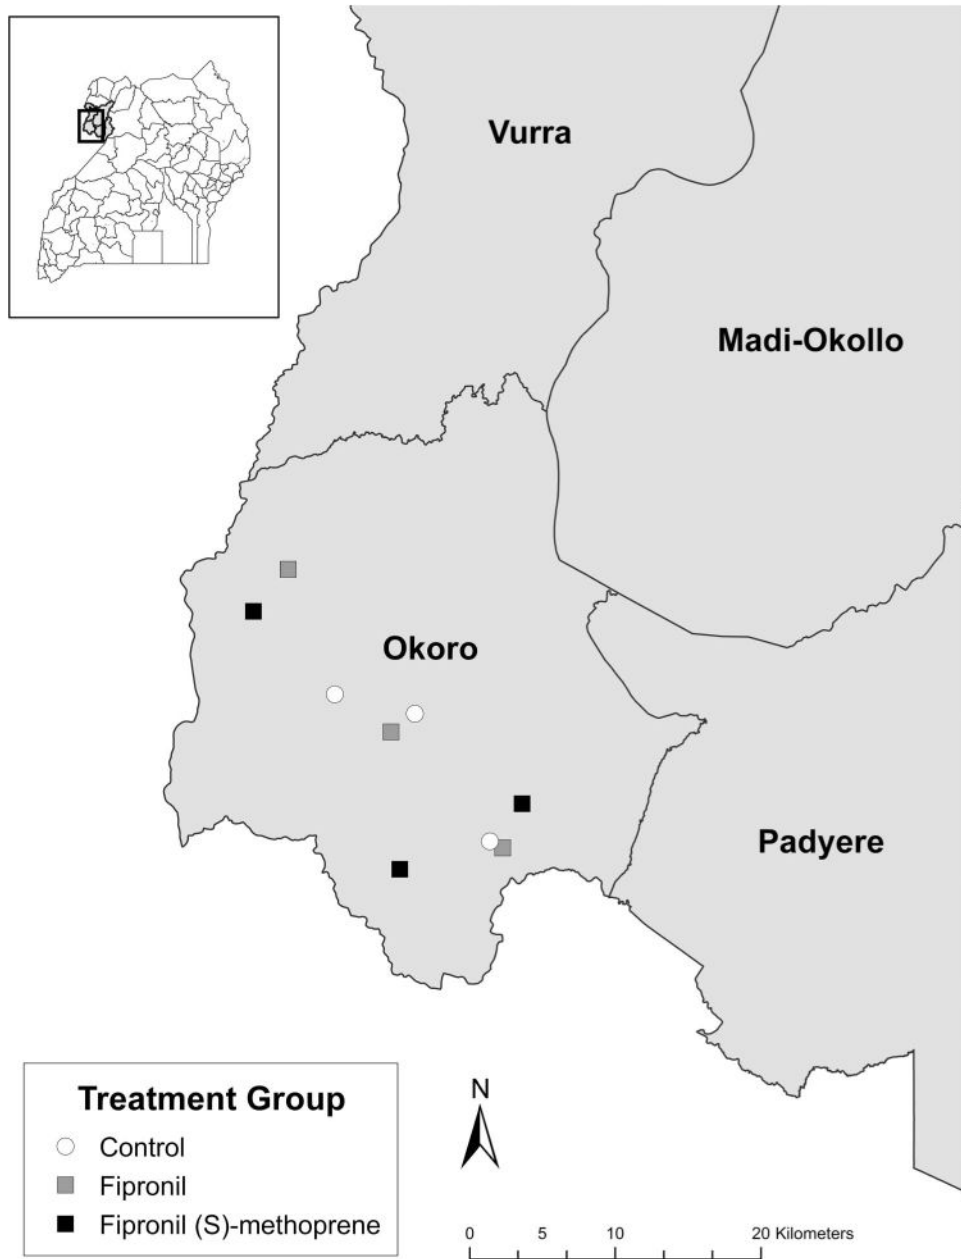 Vurra
Madi-Okollo
Okoro
Padyere
Treatment Group
Control
Fipronil
Fipronil (S)-methoprene
N
0 5 10 20 Kilometers